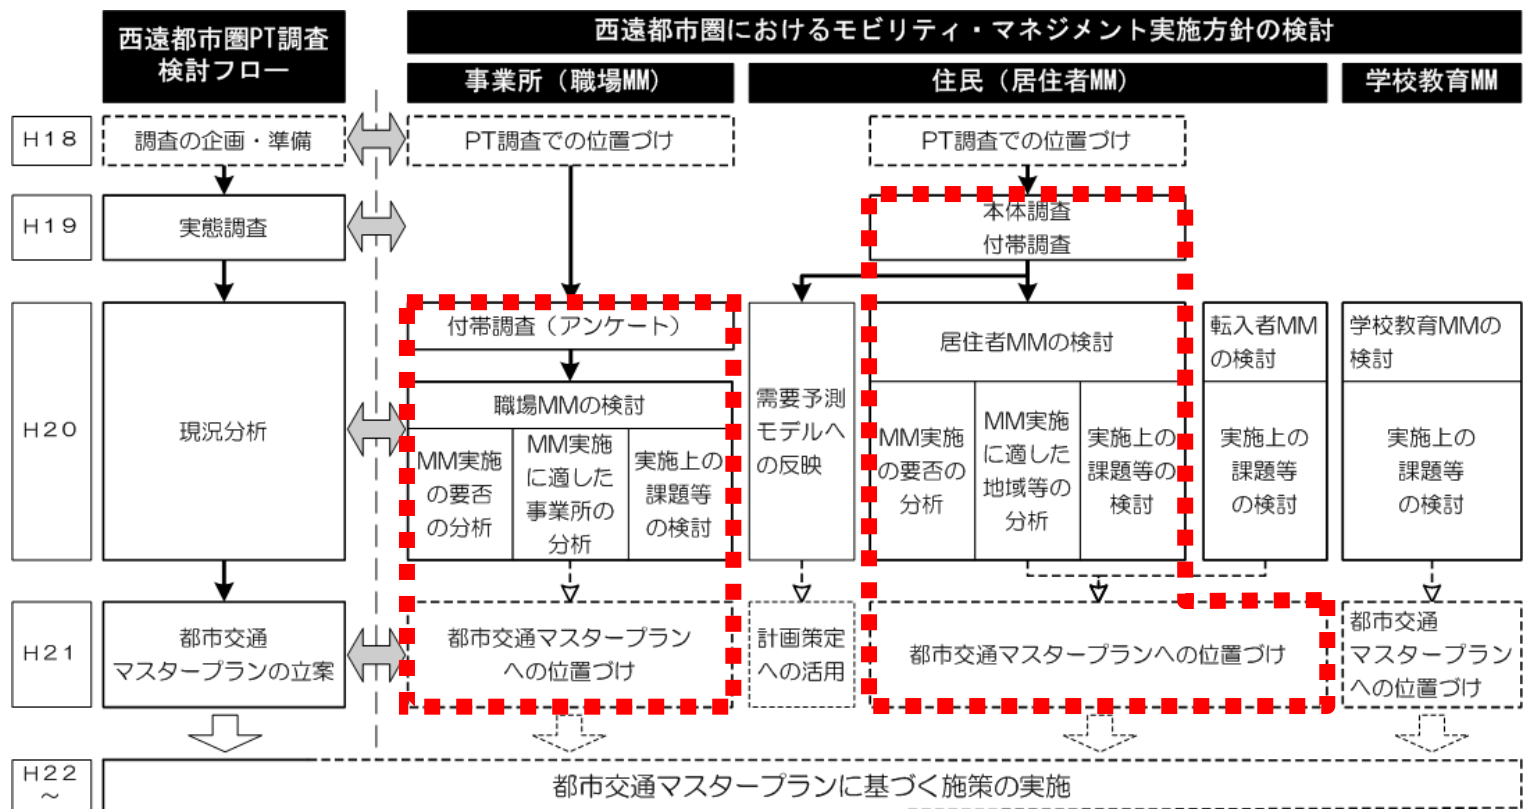 西遠都市圏PT調査
検討フロー
西遠都市圏におけるモビリティ・マネジメント実施方針の検討
事業所（職場MM）
住民（居住者MM）
学校教育MM
H18
調査の企画・準備
PT調査での位置づけ
PT調査での位置づけ
H19
実態調査
本体調査
付帯調査
H20
現況分析
付帯調査（アンケート）
職場MMの検討
MM実施
の要否
の分析
MM実施
に適した
事業所の
分析
実施上の
課題等
の検討
需要予測
モデルへ
の反映
居住者MMの検討
MM実施
の要否の
分析
MM実施
に適した
地域等の
分析
実施上の
課題等の
検討
転入者MM
の検討
実施上の
課題等
の検討
学校教育MMの
検討
実施上の
課題等
の検討
H21
都市交通
マスタープランの立案
都市交通マスタープラン
への位置づけ
計画策定
への活用
都市交通マスタープランへの位置づけ
都市交通
マスタープラン
への位置づけ
H22
～
都市交通マスタープランに基づく施策の実施